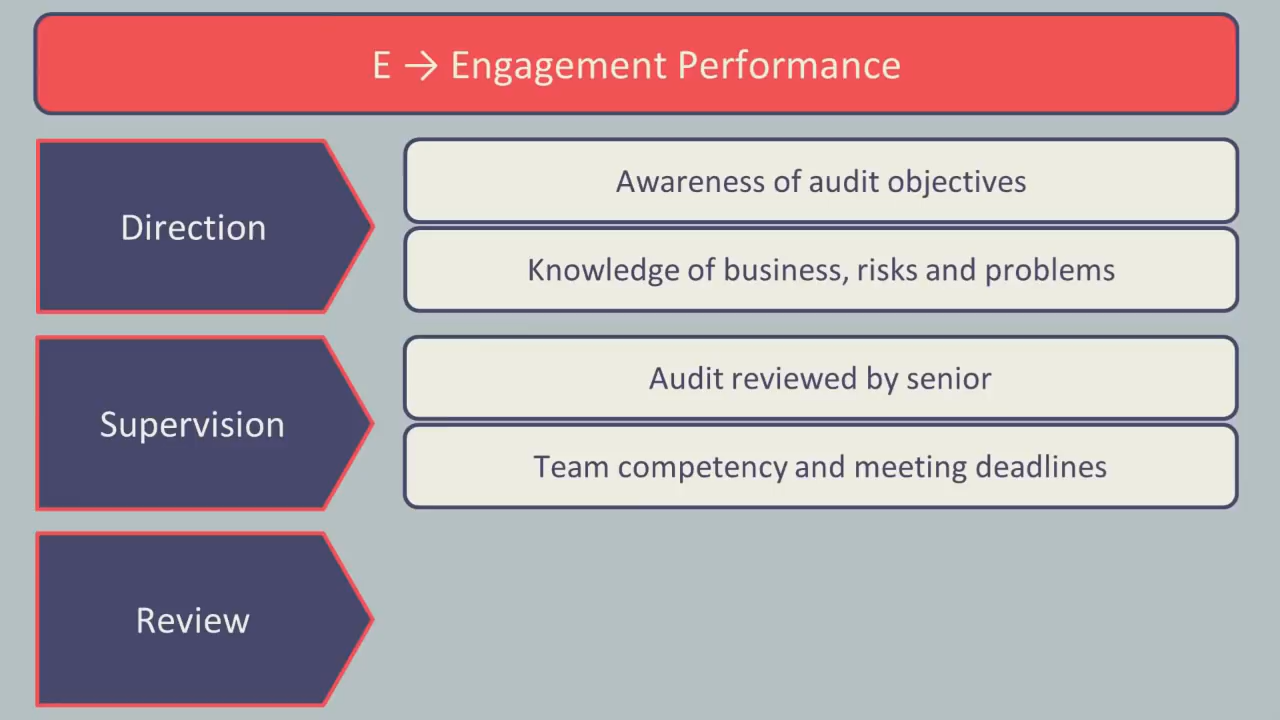 E → Engagement Performance
Direction
Awareness of audit objectives
Knowledge of business, risks and problems
Supervision
Audit reviewed by senior
Team competency and meeting deadlines
Review